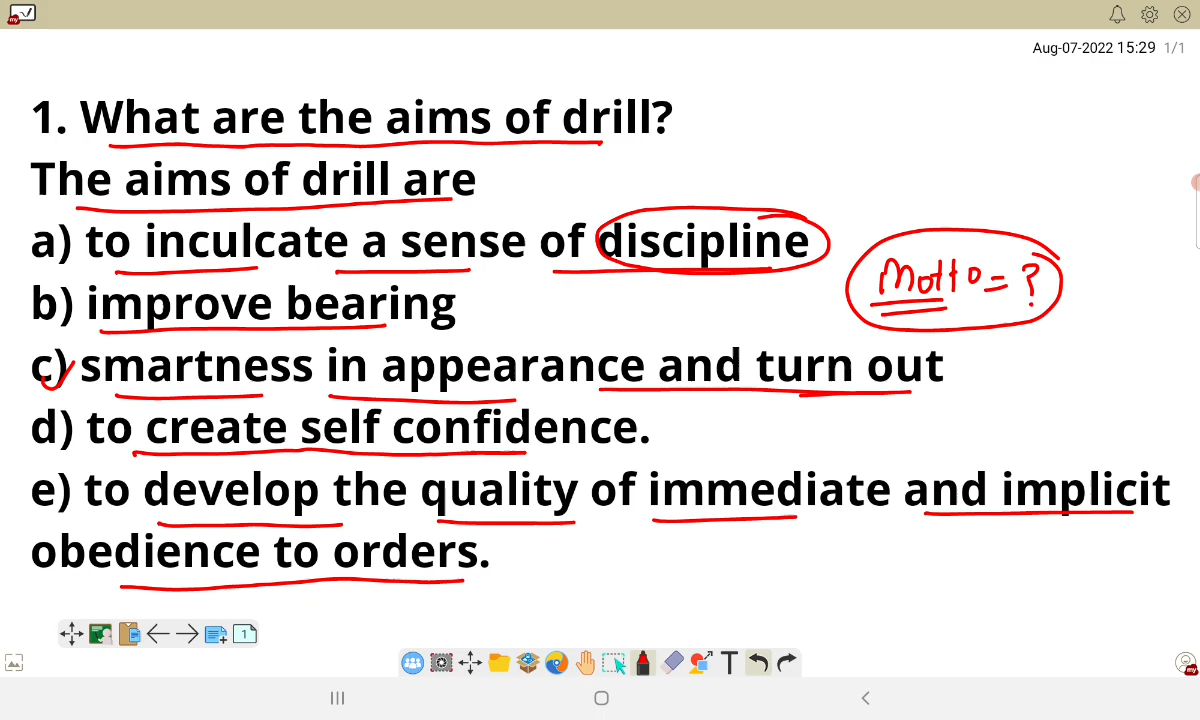 Aug-07-2022 15:29 1/1
1. What are the aims of drill?
The aims of drill are
a) to inculcate a sense of discipline
Motto = ?
b) improve bearing
c) smartness in appearance and turn out
d) to create self confidence.
e) to develop the quality of immediate and implicit
obedience to orders.
1
T